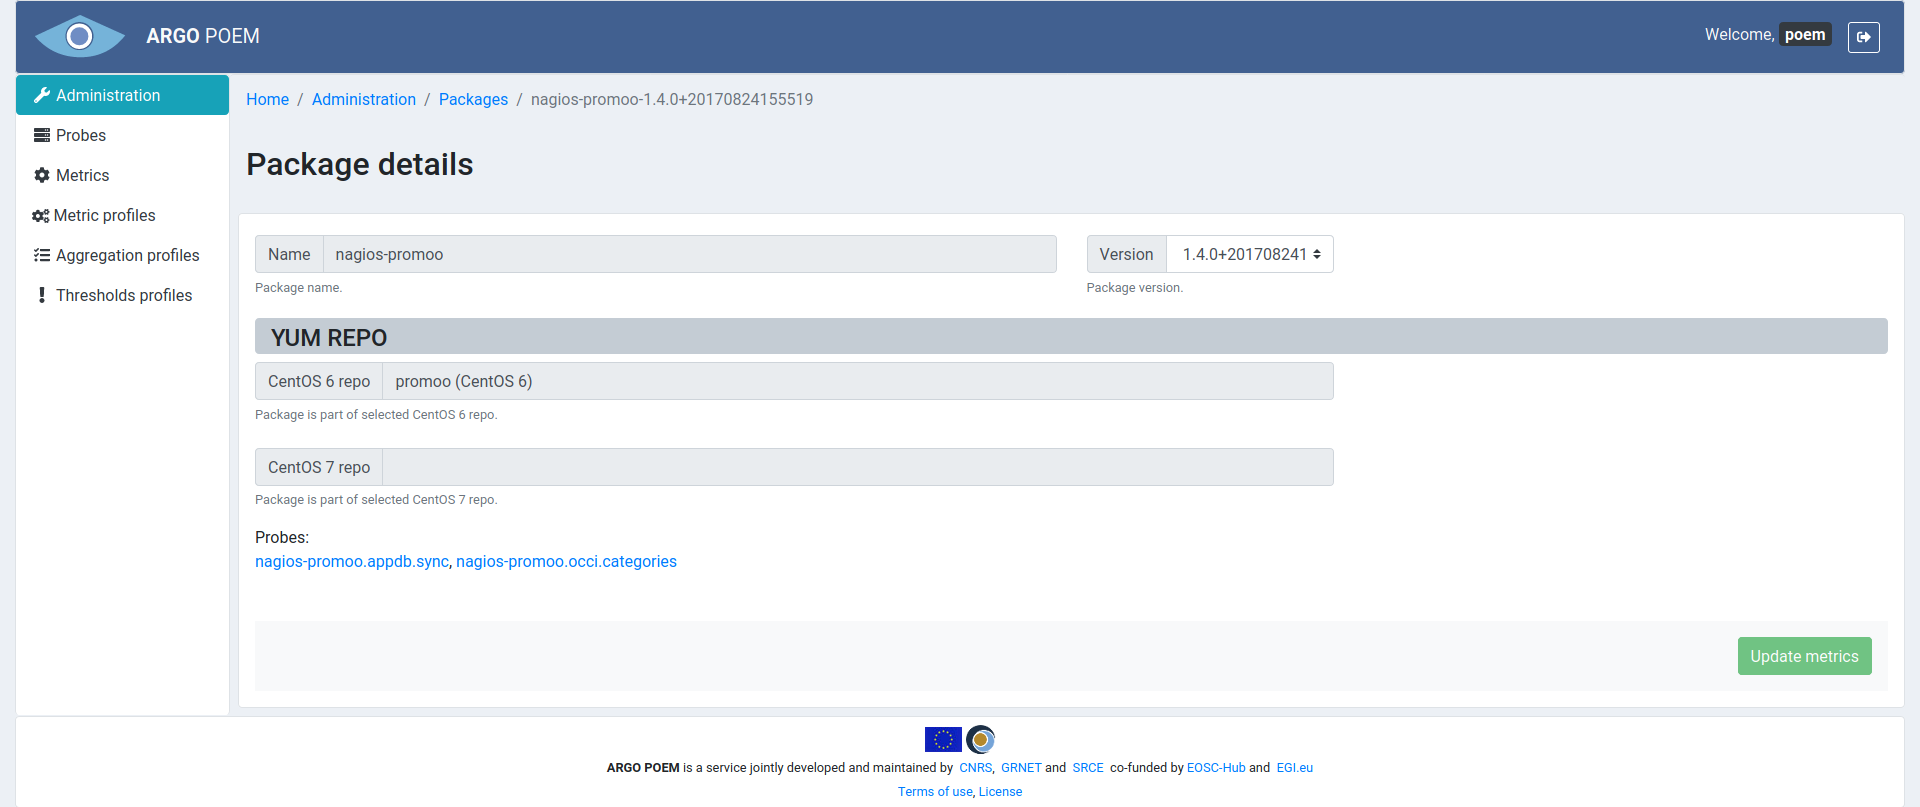 ARGO POEM
Welcome, poem
Administration
Probes
Metrics
Metric profiles
Aggregation profiles
Thresholds profiles
Home / Administration / Packages / nagios-promoo-1.4.0+20170824155519
Package details
Name nagios-promoo Version 1.4.0+201708241
Package name. Package version.
YUM REPO
CentOS 6 repo promoo (CentOS 6)
Package is part of selected CentOS 6 repo.
CentOS 7 repo
Package is part of selected CentOS 7 repo.
Probes:
nagios-promoo.appdb.sync, nagios-promoo.occi.categories
Update metrics
ARGO POEM is a service jointly developed and maintained by CNRS, GRNET and SRCE co-funded by EOSC-Hub and EGI.eu
Terms of use, License